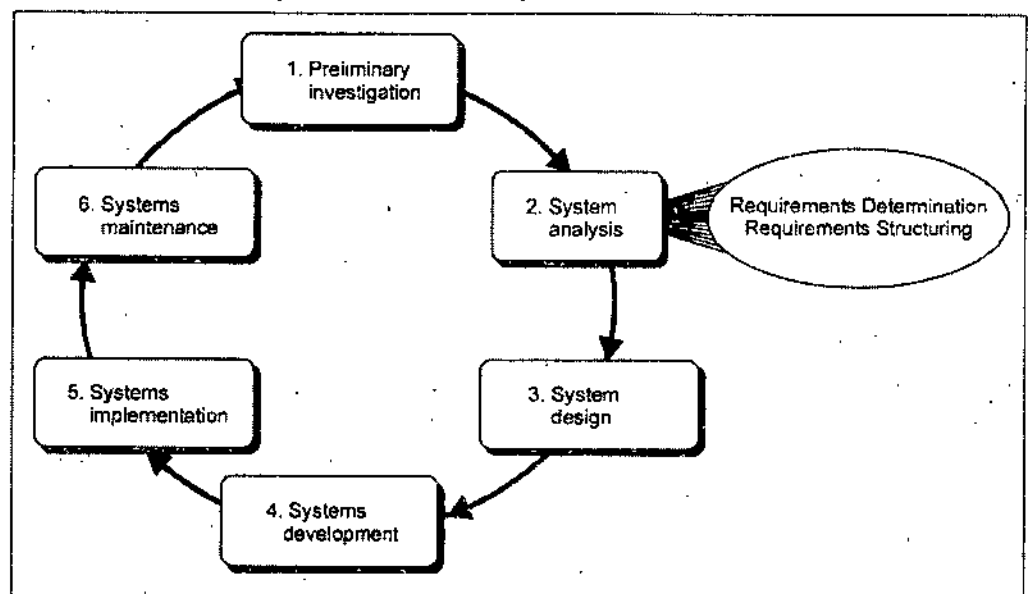 1. Preliminary
investigation
2. System
analysis
Requirements Determination
Requirements Structuring
3. System
design
4. Systems
development
5. Systems
implementation
6. Systems
maintenance